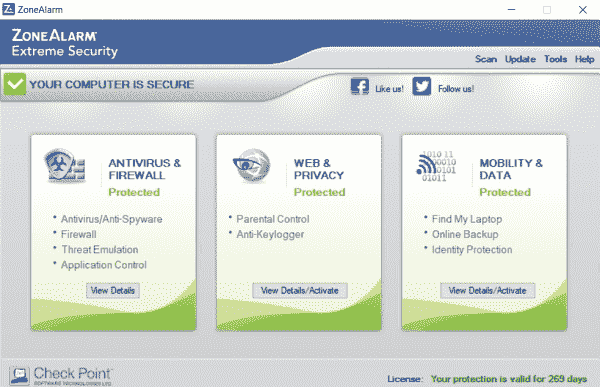 ZoneAlarm
ZONEALARM
Extreme Security
Scan Update Tools Help
YOUR COMPUTER IS SECURE
Like us! Follow us!
ANTIVIRUS &
FIREWALL
Protected
• Antivirus/Anti-Spyware
• Firewall
• Threat Emulation
• Application Control
View Details
WEB &
PRIVACY
Protected
• Parental Control
• Anti-Keylogger
View Details/Activate
1010 11
MOBILITY &
DATA
Protected
• Find My Laptop
• Online Backup
• Identity Protection
View Details/Activate
Check Point
SOFTWARE TECHNOLOGIES LTD.
License: Your protection is valid for 269 days